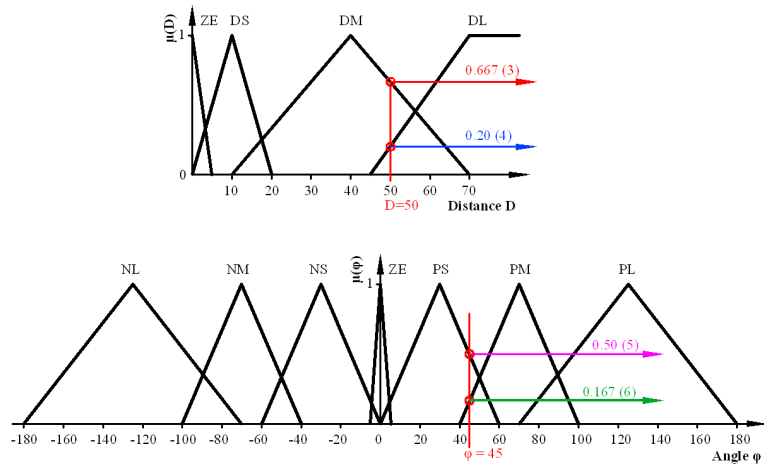 μ(D)
1 ZE DS DM DL
0.667 (3)
0.20 (4)
0
10 20 30 40 50 60 70
D=50 Distance D
μ(φ)
NL NM NS ZE PS PM PL
1
0.50 (5)
0.167 (6)
-180 -160 -140 -120 -100 -80 -60 -40 -20 0 20 40 60 80 100 120 140 160 180
φ = 45 Angle φ